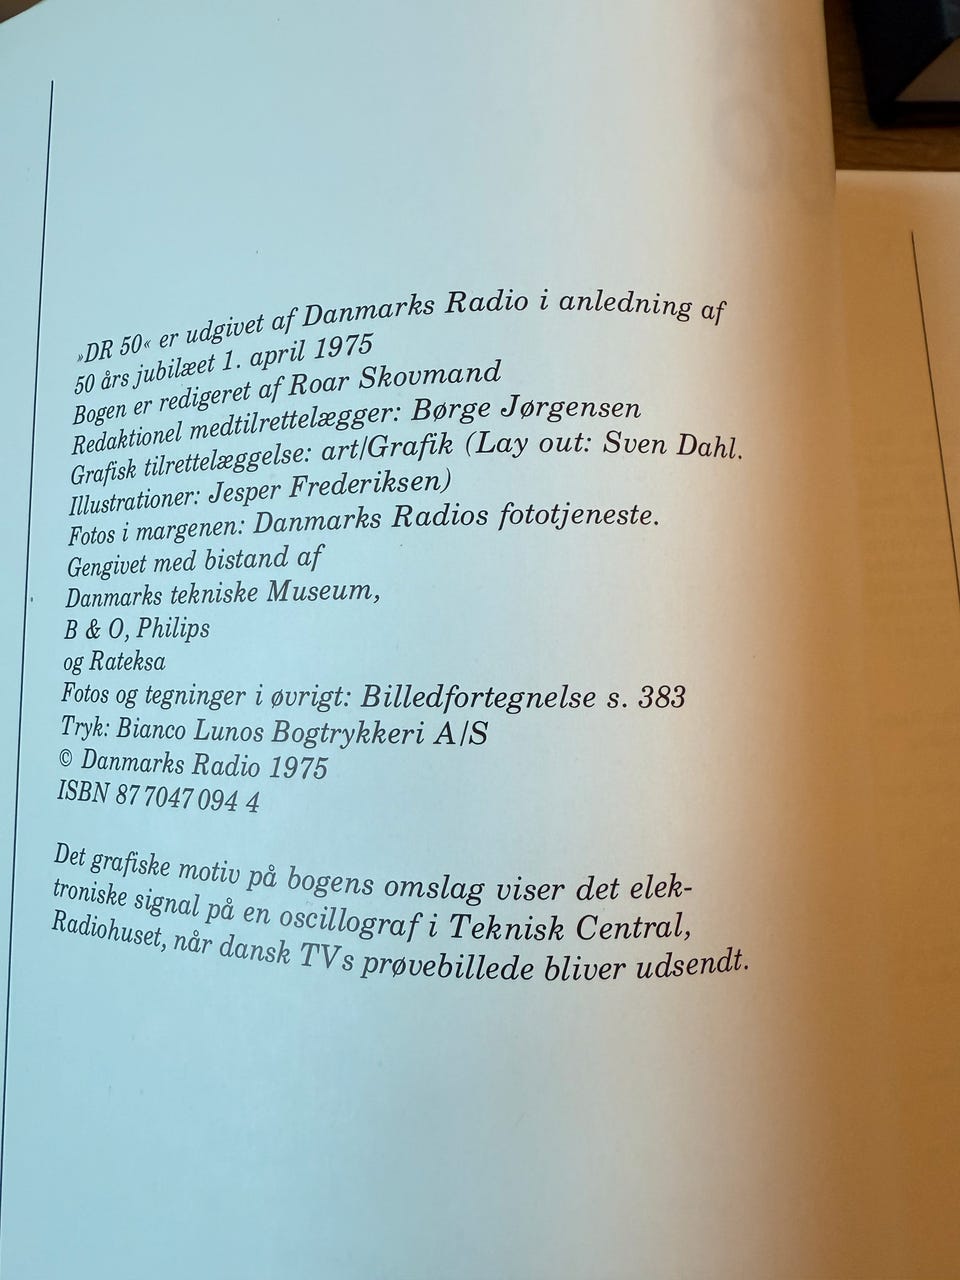 »DR 50« er udgivet af Danmarks Radio i anledning af
50 års jubilæet 1. april 1975
Bogen er redigeret af Roar Skovmand
Redaktionel medtilrettelægger: Børge Jørgensen
Grafisk tilrettelæggelse: art/Grafik (Lay out: Sven Dahl.
Illustrationer: Jesper Frederiksen)
Fotos i margenen: Danmarks Radios fototjeneste.
Gengivet med bistand af
Danmarks tekniske Museum,
B & O, Philips
og Rateksa
Fotos og tegninger i øvrigt: Billedfortegnelse s. 383
Tryk: Bianco Lunos Bogtrykkeri A/S
© Danmarks Radio 1975
ISBN 87 7047 094 4
Det grafiske motiv på bogens omslag viser det elek-
troniske signal på en oscillograf i Teknisk Central,
Radiohuset, når dansk TVs prøvebillede bliver udsendt.